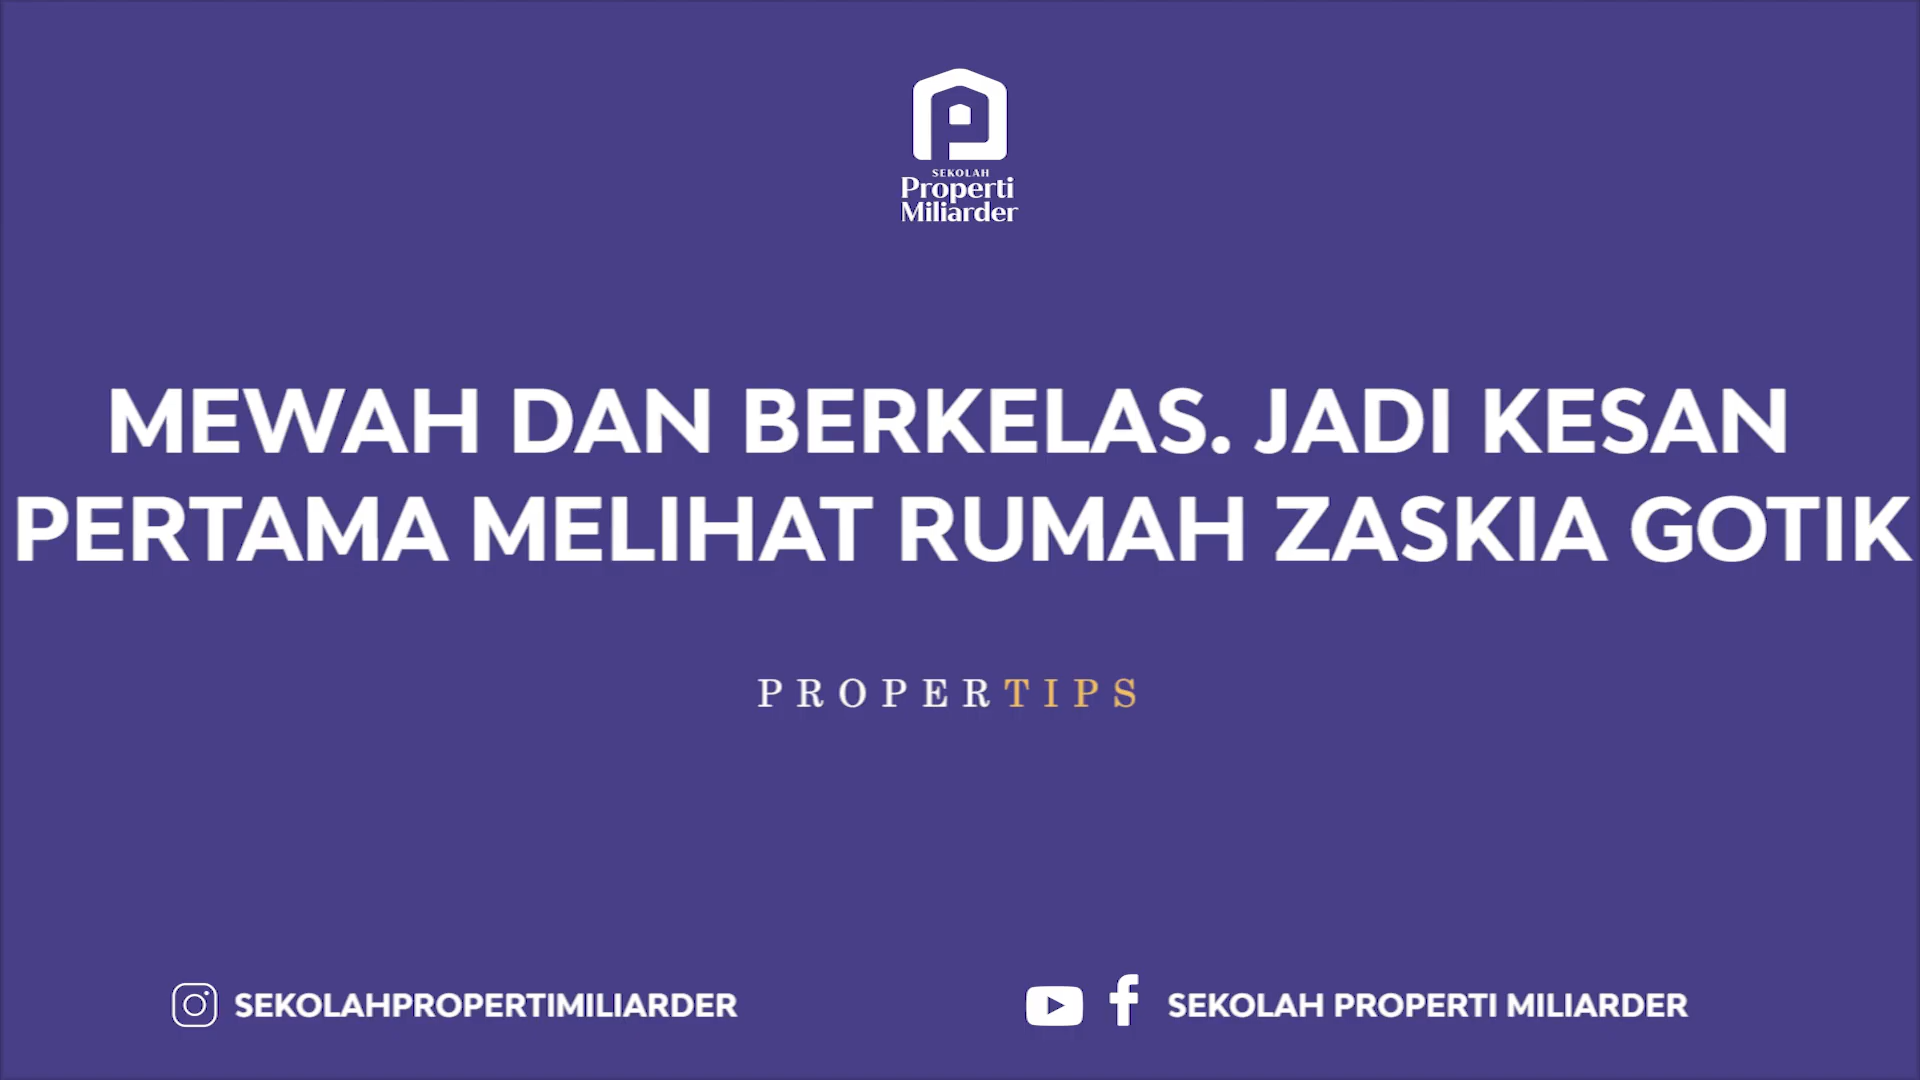 SEKOLAH
Properti
Miliarder
MEWAH DAN BERKELAS. JADI KESAN
PERTAMA MELIHAT RUMAH ZASKIA GOTIK
PROPERTIPS
SEKOLAHPROPERTIMILIARDER
SEKOLAH PROPERTI MILIARDER